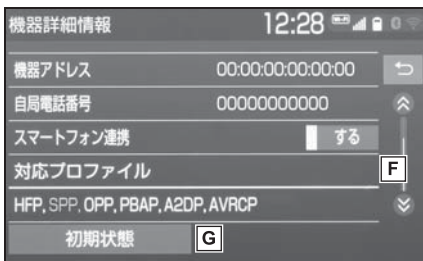 機器詳細情報 12:28
機器アドレス 00:00:00:00:00:00
自局電話番号 00000000000
スマートフォン連携 する
対応プロファイル
F
HFP, SPP, OPP, PBAP, A2DP, AVRCP
初期状態 G